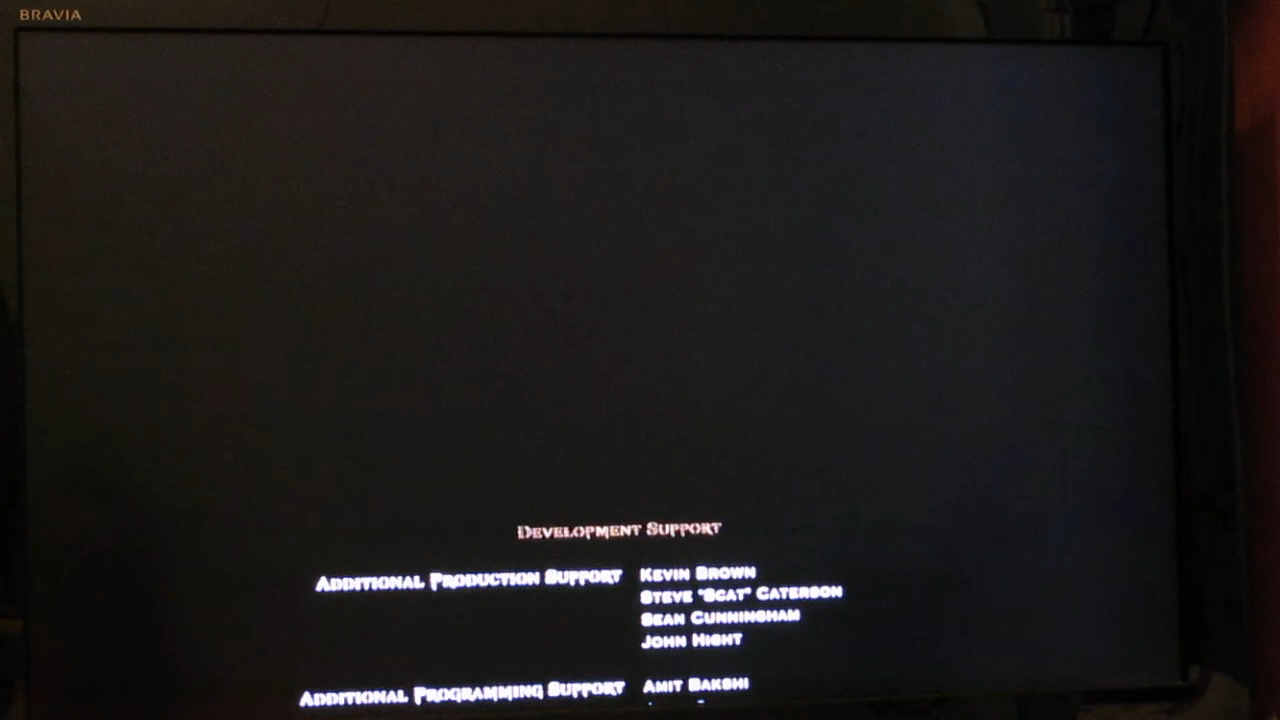 BRAVIA
Development Support
Additional Production Support Kevin Brown
Steve "Scat" Caterson
Sean Cunningham
John Hight
Additional Programming Support Amit Bakshi